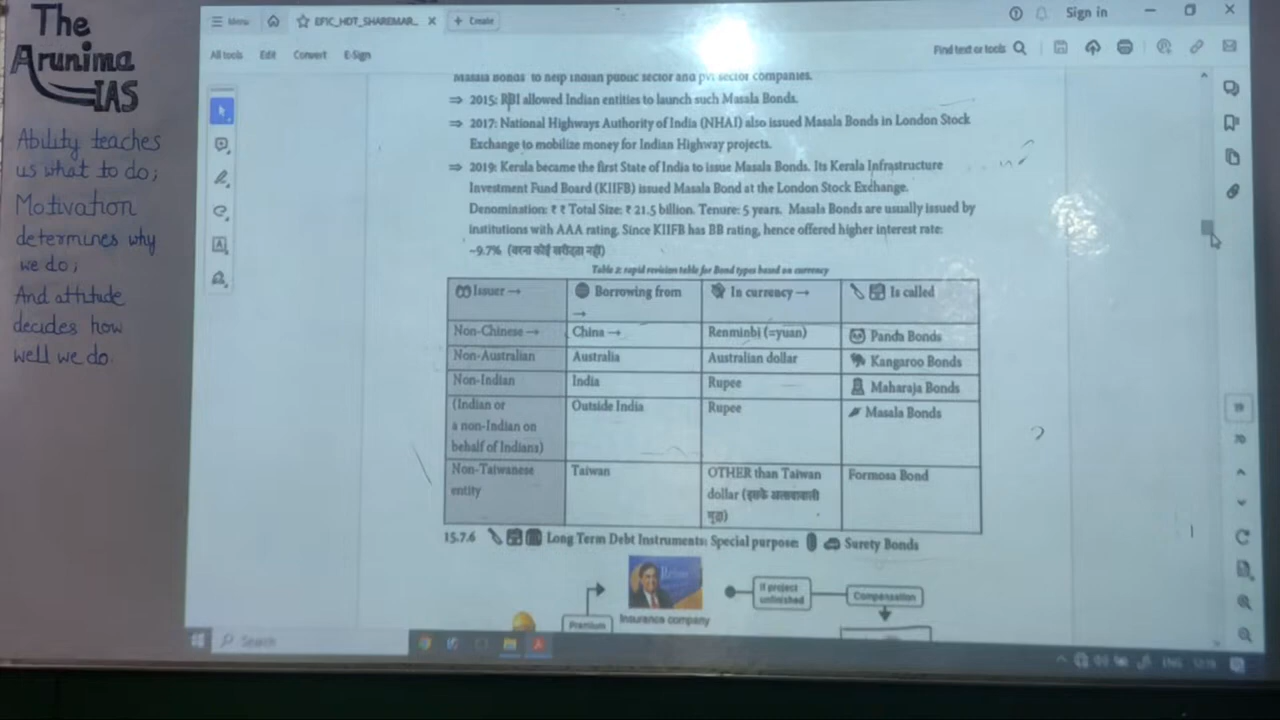 The
Arunima
IAS
Ability teaches
us what to do;
Motivation
determines why
we do;
And attitude
decides how
well we do.
Menu
EFIC_HDT_SHAREMAR...
+ Create
Sign in
All tools
Edit
Convert
E-Sign
Find text or tools
Masala Bonds to help Indian public sector and pvt sector companies.
⇒ 2015: RBI allowed Indian entities to launch such Masala Bonds.
⇒ 2017: National Highways Authority of India (NHAI) also issued Masala Bonds in London Stock
Exchange to mobilize money for Indian Highway projects.
⇒ 2019: Kerala became the first State of India to issue Masala Bonds. Its Kerala Infrastructure
Investment Fund Board (KIIFB) issued Masala Bond at the London Stock Exchange.
Denomination: ₹ ₹ Total Size: ₹ 21.5 billion. Tenure: 5 years. Masala Bonds are usually issued by
institutions with AAA rating. Since KIIFB has BB rating, hence offered higher interest rate:
~9.7% (वरना कोई खरीदता नहीं)
Table 2: rapid revision table for Bond types based on currency
Issuer →
Borrowing from
→
In currency →
Is called
Non-Chinese →
China →
Renminbi (=yuan)
Panda Bonds
Non-Australian
Australia
Australian dollar
Kangaroo Bonds
Non-Indian
India
Rupee
Maharaja Bonds
(Indian or
a non-Indian on
behalf of Indians)
Outside India
Rupee
Masala Bonds
Non-Taiwanese
entity
Taiwan
OTHER than Taiwan
dollar (इसके अलावावाली
मुद्रा)
Formosa Bond
15.7.6 Long Term Debt Instruments: Special purpose: Surety Bonds
If project
unfinished
Compensation
Premium
Insurance company
Search
ENG